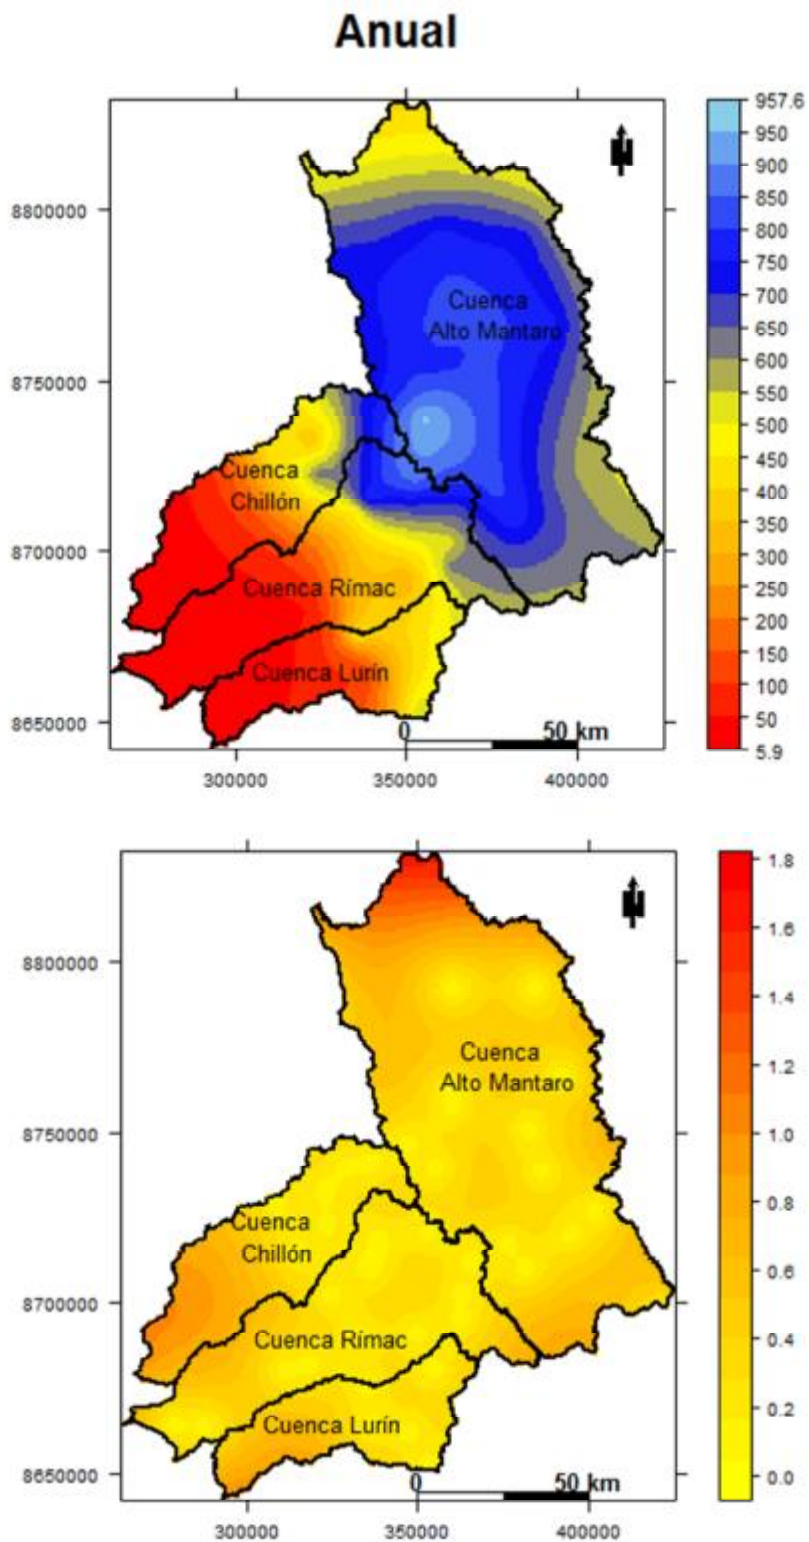 Anual
957.6
950
900
850
800
750
700
650
600
550
500
450
400
350
300
250
200
150
100
50
5.9
8800000
8750000
8700000
8650000
Cuenca
Alto Mantaro
Cuenca
Chillón
Cuenca Rímac
Cuenca Lurín
0 50 km
300000 350000 400000
1.8
1.6
1.4
1.2
1.0
0.8
0.6
0.4
0.2
0.0
8800000
8750000
8700000
8650000
Cuenca
Alto Mantaro
Cuenca
Chillón
Cuenca Rímac
Cuenca Lurín
0 50 km
300000 350000 400000